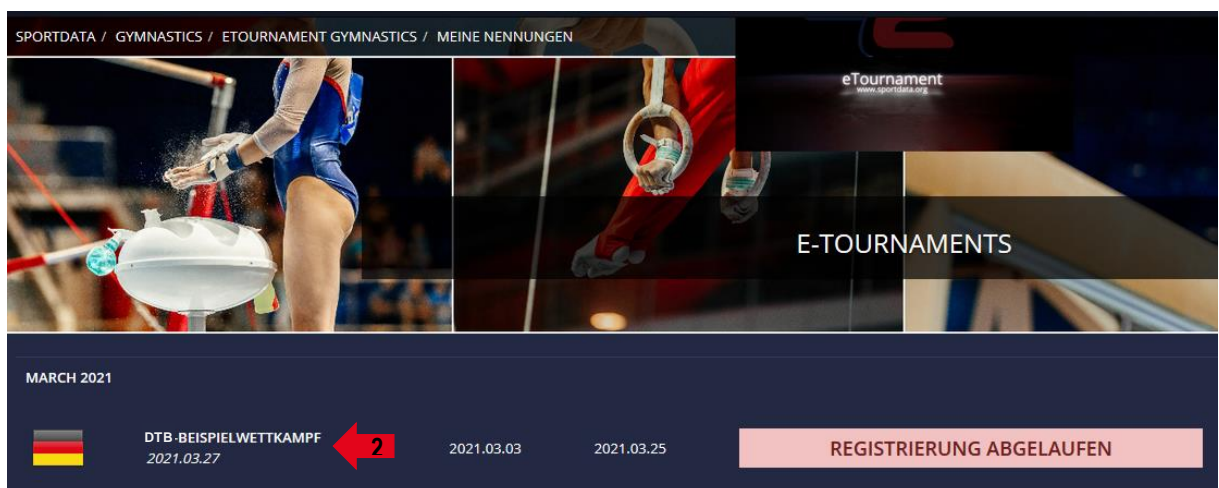 SPORTDATA / GYMNASTICS / ETOURNAMENT GYMNASTICS / MEINE NENNUNGEN
eTournament
www.sportdata.org
E-TOURNAMENTS
MARCH 2021
DTB-BEISPIELWETTKAMPF
2021.03.27
2
2021.03.03
2021.03.25
REGISTRIERUNG ABGELAUFEN